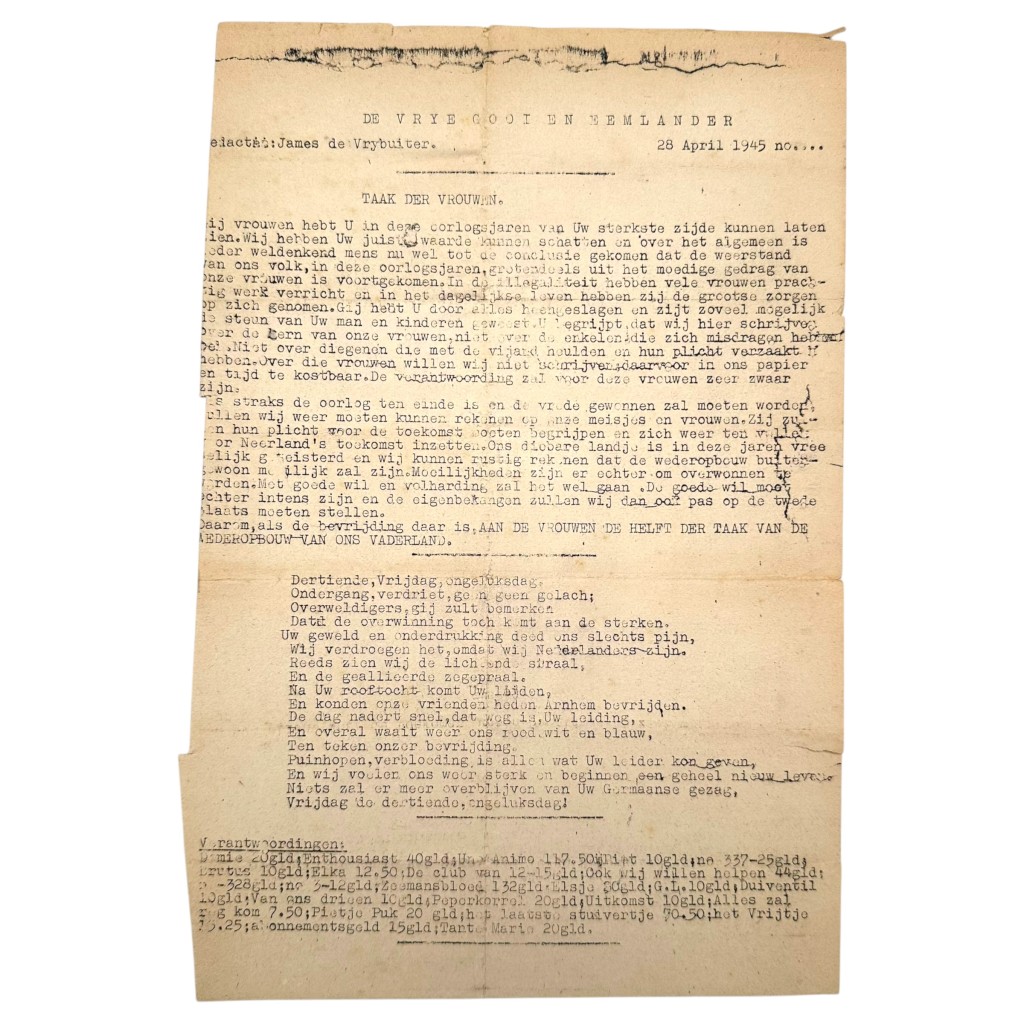 DE VRYE GOOI EN EEMLANDER
edactie:James de Vrybuiter. 28 April 1945 no....
TAAK DER VROUWEN.
ij vrouwen hebt U in deze oorlogsjaren van Uw sterkste zijde kunnen laten
ien.Wij hebben Uw juiste waarde kunnen schatten en over het algemeen is
eder weldenkend mens nu wel tot de conclusie gekomen dat de weerstand
van ons volk,in deze oorlogsjaren,grotendeels uit het moedige gedrag van
onze vrouwen is voortgekomen.In de illegaliteit hebben vele vrouwen prach-
tig werk verricht en in het dagelijkse leven hebben zij de grootse zorgen
op zich genomen.Gij hebt U door alles heengeslagen en zijt zoveel mogelijk
de steun van Uw man en kinderen geweest.U begrijpt,dat wij hier schrijven
over de kern van onze vrouwen,niet over de enkelen,die zich misdragen hebben
Niet over diegenen die met de vijand heulden en hun plicht verzaakt
hebben.Over die vrouwen willen wij niet schrijven,daarvoor in ons papier
en tijd te kostbaar.De verantwoording zal voor deze vrouwen zeer zwaar
zijn.
ls straks de oorlog ten einde is en de vrede gewonnen zal moeten worden,
zullen wij weer moeten kunnen rekenen op onze meisjes en vrouwen.Zij zul-
en hun plicht voor de toekomst moeten begrijpen en zich weer ten volle
voor Neerland's toekomst inzetten.Ons dierbare landje is in deze jaren vree
elijk geteisterd en wij kunnen rustig rekenen dat de wederopbouw buiten-
gewoon moeilijk zal zijn.Moeilijkheden zijn er echter om overwonnen te
worden.Met goede wil en volharding zal het wel gaan .De goede wil moet
echter intens zijn en de eigenbelangen zullen wij dan ook pas op de twede
plaats moeten stellen.
Daarom,als de bevrijding daar is,AAN DE VROUWEN DE HELFT DER TAAK VAN DE
WEDEROPBOUW VAN ONS VADERLAND.
Dertiende,Vrijdag,ongeluksdag.
Ondergang,verdriet,geen geen gelach;
Overweldigers,gij zult bemerken
Datd de overwinning toch komt aan de sterken.
Uw geweld en onderdrukking deed ons slechts pijn,
Wij verdroegen het,omdat wij Nederlanders zijn.
Reeds zien wij de lichtende straal,
En de geallieerde zegepraal.
Na Uw rooftocht komt Uw lijden,
En konden onze vrienden heden Arnhem bevrijden.
De dag nadert snel,dat weg is,Uw leiding,
En overal waait weer ons rood,wit en blauw,
Ten teken onzer bevrijding.
Puinhopen,verbloeding,is alles wat Uw leider kon geven,
En wij voelen ons weer sterk en beginnen een geheel nieuw leven.
Niets zal er meer overblijven van Uw Germaanse gezag,
Vrijdag de dertiende,ongeluksdag!
Verantwoordingen:
20gld;Enthousiast 40gld;Uno Animo 117.50;Piet 10gld;no 337-25gld;
Brutus 10gld;Elka 12.50;De club van 12-15gld;Ook wij willen helpen 44gld;
-328gld;no 3-12gld;Zeemansbloed 132gld;Elsje gld;G.L.10gld;Duiventil
10gld;Van ons drieen 10gld;Peperkorrel 20gld;Uitkomst 10gld;Alles zal
reg kom 7.50;Pietje Puk 20 gld;het laatste stuivertje 70.50;het Vrijtje
.25;abonnementsgeld 15gld;Tante Marie 20gld.